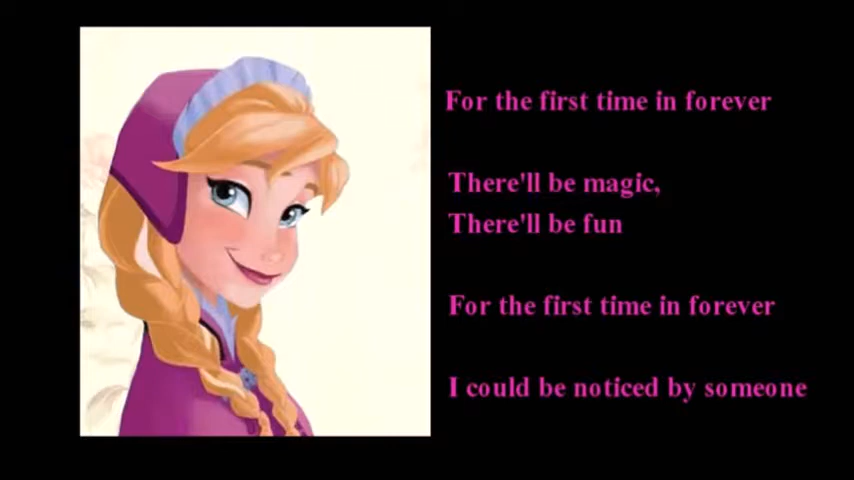 For the first time in forever
There'll be magic,
There'll be fun
For the first time in forever
I could be noticed by someone